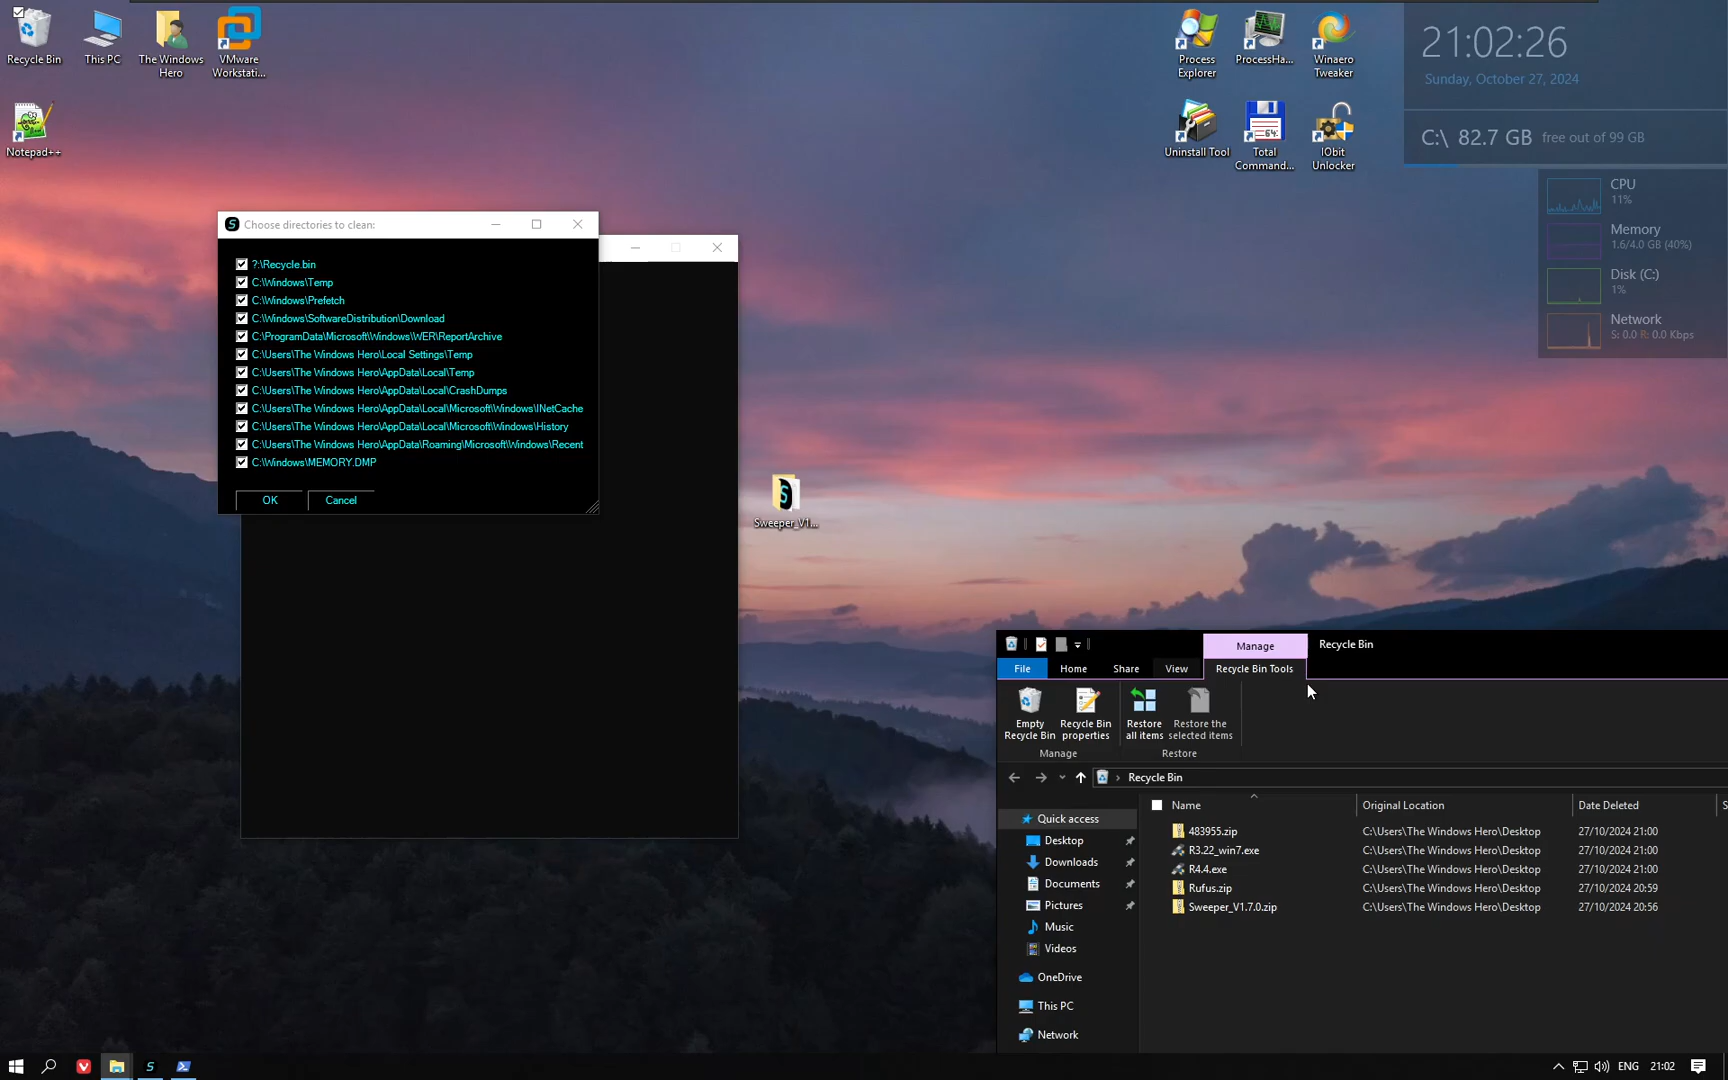 Recycle Bin
This PC
The Windows
Hero
VMware
Workstati...
Notepad++
Process
Explorer
ProcessHa...
Winaero
Tweaker
Uninstall Tool
Total
Command...
IObit
Unlocker
21:02:26
Sunday, October 27, 2024
C:\ 82.7 GB free out of 99 GB
CPU
11%
Memory
1.6/4.0 GB (40%)
Disk (C:)
1%
Network
S: 0.0 R: 0.0 Kbps
Choose directories to clean:
?:\Recycle.bin
C:\Windows\Temp
C:\Windows\Prefetch
C:\Windows\SoftwareDistribution\Download
C:\ProgramData\Microsoft\Windows\WER\ReportArchive
C:\Users\The Windows Hero\Local Settings\Temp
C:\Users\The Windows Hero\AppData\Local\Temp
C:\Users\The Windows Hero\AppData\Local\CrashDumps
C:\Users\The Windows Hero\AppData\Local\Microsoft\Windows\INetCache
C:\Users\The Windows Hero\AppData\Local\Microsoft\Windows\History
C:\Users\The Windows Hero\AppData\Roaming\Microsoft\Windows\Recent
C:\Windows\MEMORY.DMP
OK Cancel
Sweeper_V1...
Manage Recycle Bin
File Home Share View Recycle Bin Tools
Empty
Recycle Bin
Recycle Bin
properties
Restore
all items
Restore the
selected items
Manage Restore
Recycle Bin
Name Original Location Date Deleted S
483955.zip C:\Users\The Windows Hero\Desktop 27/10/2024 21:00
R3.22_win7.exe C:\Users\The Windows Hero\Desktop 27/10/2024 21:00
R4.4.exe C:\Users\The Windows Hero\Desktop 27/10/2024 21:00
Rufus.zip C:\Users\The Windows Hero\Desktop 27/10/2024 20:59
Sweeper_V1.7.0.zip C:\Users\The Windows Hero\Desktop 27/10/2024 20:56
Quick access
Desktop
Downloads
Documents
Pictures
Music
Videos
OneDrive
This PC
Network
ENG 21:02